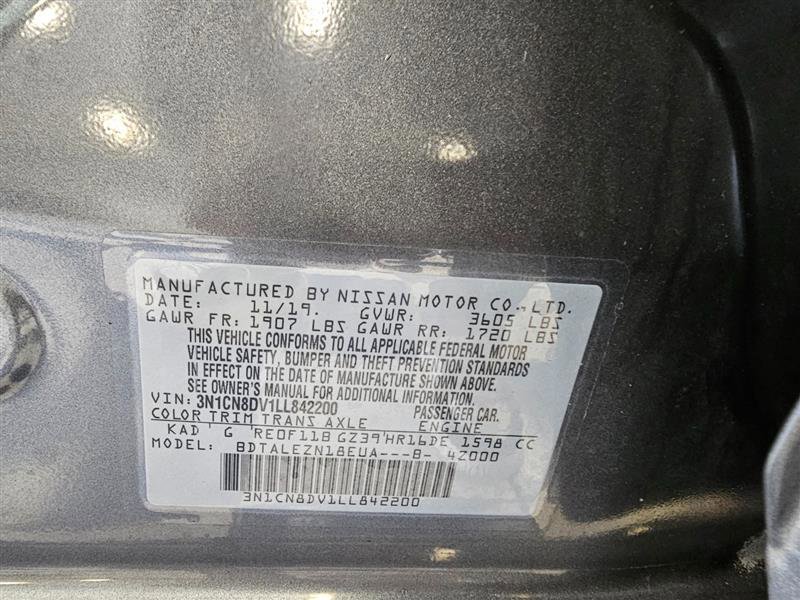 MANUFACTURED BY NISSAN MOTOR CO.,LTD.
DATE: 11/19. GVWR: 3605 LBS
GAWR FR: 1907 LBS GAWR RR: 1720 LBS
THIS VEHICLE CONFORMS TO ALL APPLICABLE FEDERAL MOTOR
VEHICLE SAFETY, BUMPER AND THEFT PREVENTION STANDARDS
IN EFFECT ON THE DATE OF MANUFACTURE SHOWN ABOVE.
SEE OWNER'S MANUAL FOR ADDITIONAL INFORMATION.
VIN: 3N1CN8DV1LL842200 PASSENGER CAR.
COLOR TRIM TRANS AXLE ENGINE
KAD G RE0F11B GZ39 HR16DE 1598 CC
MODEL: BDTALEZN18EUA---B- 4Z000
3N1CN8DV1LL842200